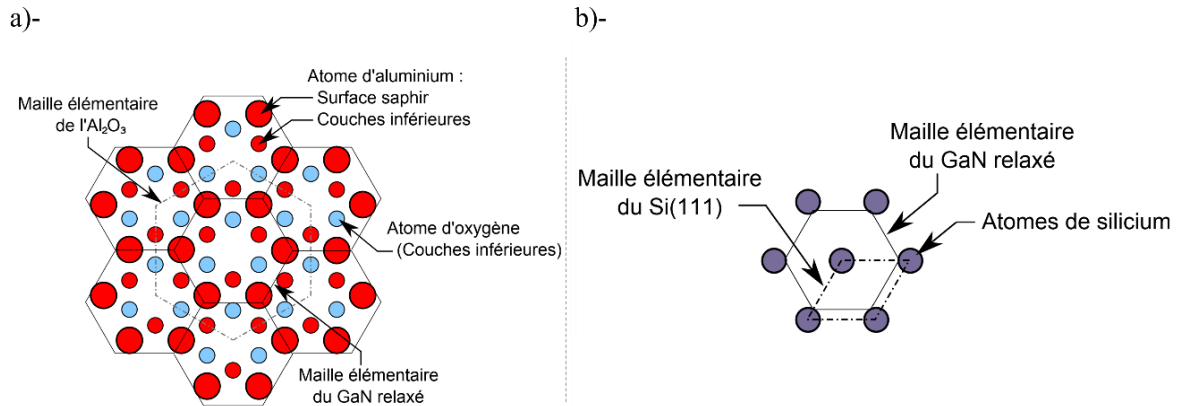 a)-
Atome d'aluminium :
Surface saphir
Couches inférieures
Maille élémentaire
de l'Al₂O₃
Atome d'oxygène
(Couches inférieures)
Maille élémentaire
du GaN relaxé
b)-
Maille élémentaire
du GaN relaxé
Maille élémentaire
du Si(111)
Atomes de silicium